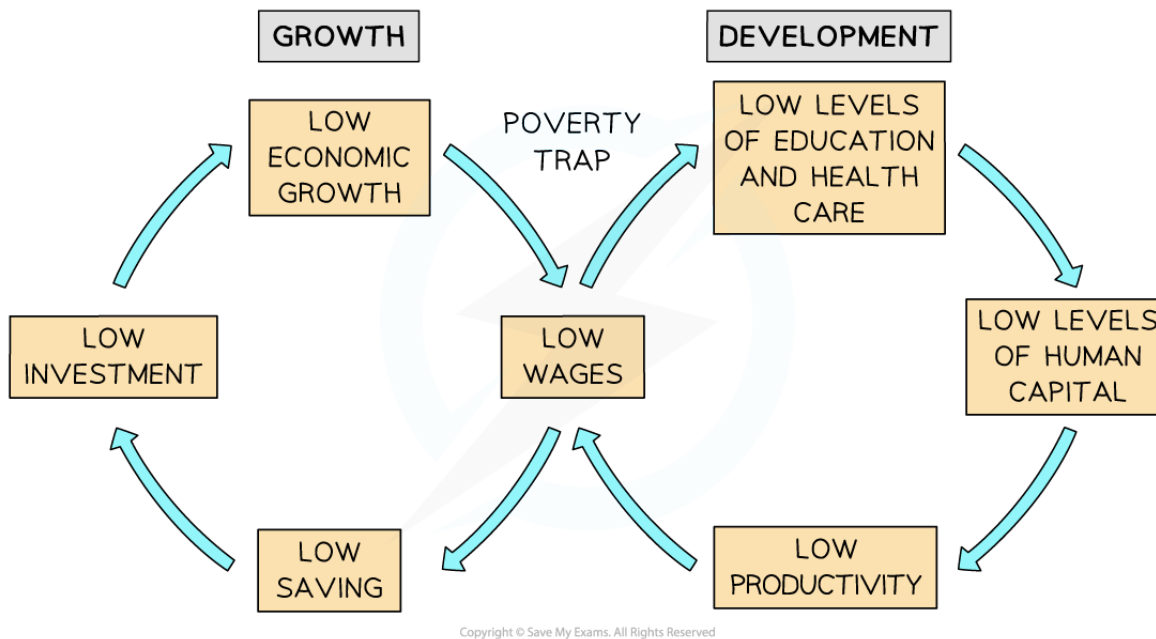 GROWTH
DEVELOPMENT
LOW
ECONOMIC
GROWTH
POVERTY
TRAP
LOW LEVELS
OF EDUCATION
AND HEALTH
CARE
LOW
INVESTMENT
LOW
WAGES
LOW LEVELS
OF HUMAN
CAPITAL
LOW
SAVING
LOW
PRODUCTIVITY
Copyright © Save My Exams. All Rights Reserved